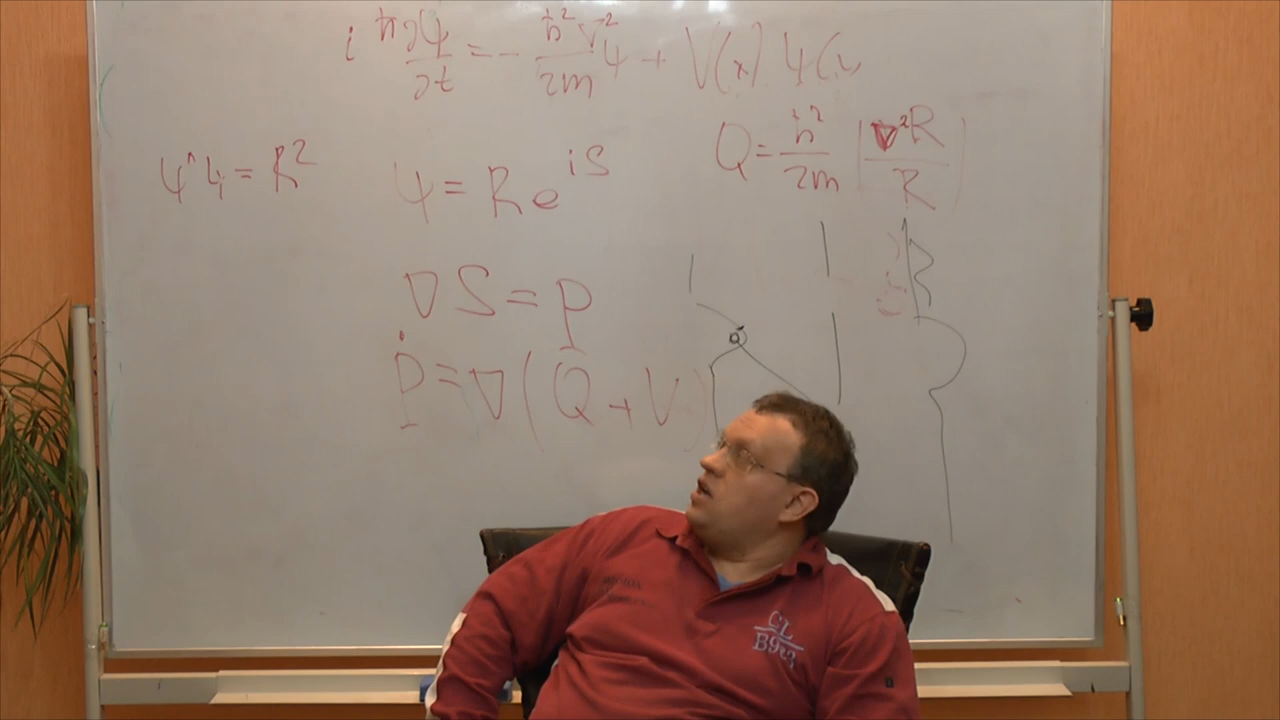 iħ∂ψ/∂t = - ħ²∇²/2m ψ + V(x) ψ(x
Q = ħ²/2m (∇²R/R)
ψ^ψ = R²
ψ = Re^{iS}
∇S = p
Ṗ = ∇(Q + V)